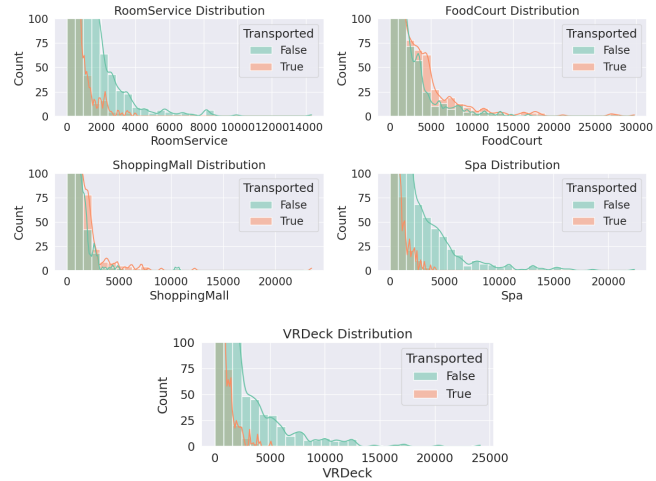 RoomService Distribution
Count
100
75
50
25
0
Transported
False
True
0 2000 4000 6000 8000 10000 12000 14000
RoomService
FoodCourt Distribution
Count
100
75
50
25
0
Transported
False
True
0 5000 10000 15000 20000 25000 30000
FoodCourt
ShoppingMall Distribution
Count
100
75
50
25
0
Transported
False
True
0 5000 10000 15000 20000
ShoppingMall
Spa Distribution
Count
100
75
50
25
0
Transported
False
True
0 5000 10000 15000 20000
Spa
VRDeck Distribution
Count
100
75
50
25
0
Transported
False
True
0 5000 10000 15000 20000 25000
VRDeck